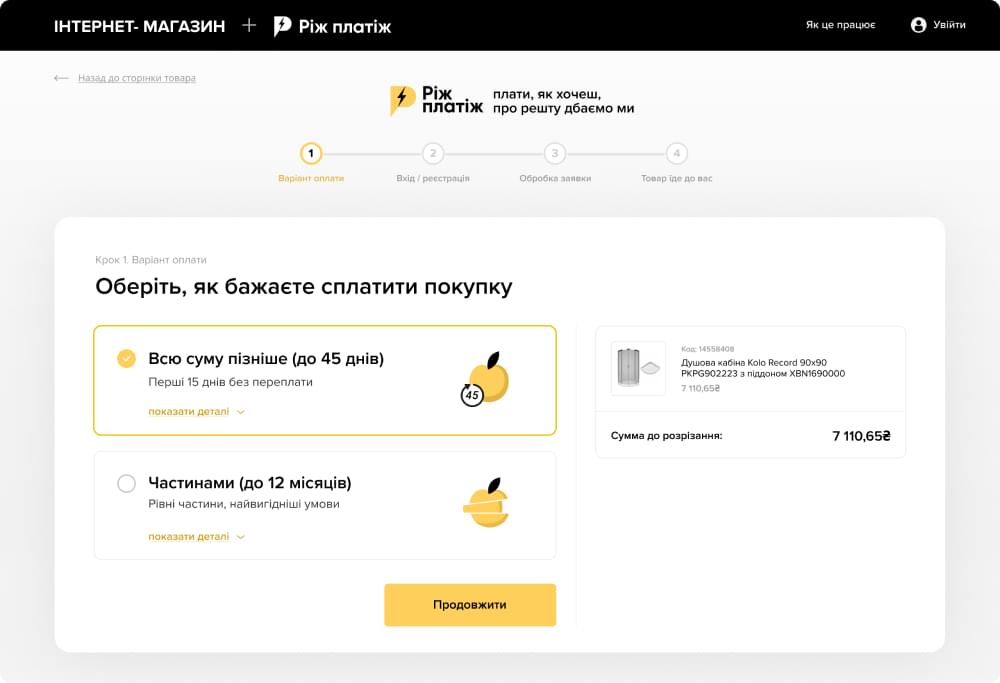 ІНТЕРНЕТ- МАГАЗИН + Ріж платіж
Як це працює
Увійти
Назад до сторінки товара
Ріж
платіж
плати, як хочеш,
про решту дбаємо ми
1 2 3 4
Варіант оплати Вхід / реєстрація Обробка заявки Товар їде до вас
Крок 1. Варіант оплати
Оберіть, як бажаєте сплатити покупку
Всю суму пізніше (до 45 днів)
Перші 15 днів без переплати
показати деталі
45
Частинами (до 12 місяців)
Рівні частини, найвигідніші умови
показати деталі
Продовжити
Код: 14558408
Душова кабіна Kolo Record 90x90
PKPG902223 з піддоном XBN1690000
7 110,65₴
Сумма до розрізання: 7 110,65₴